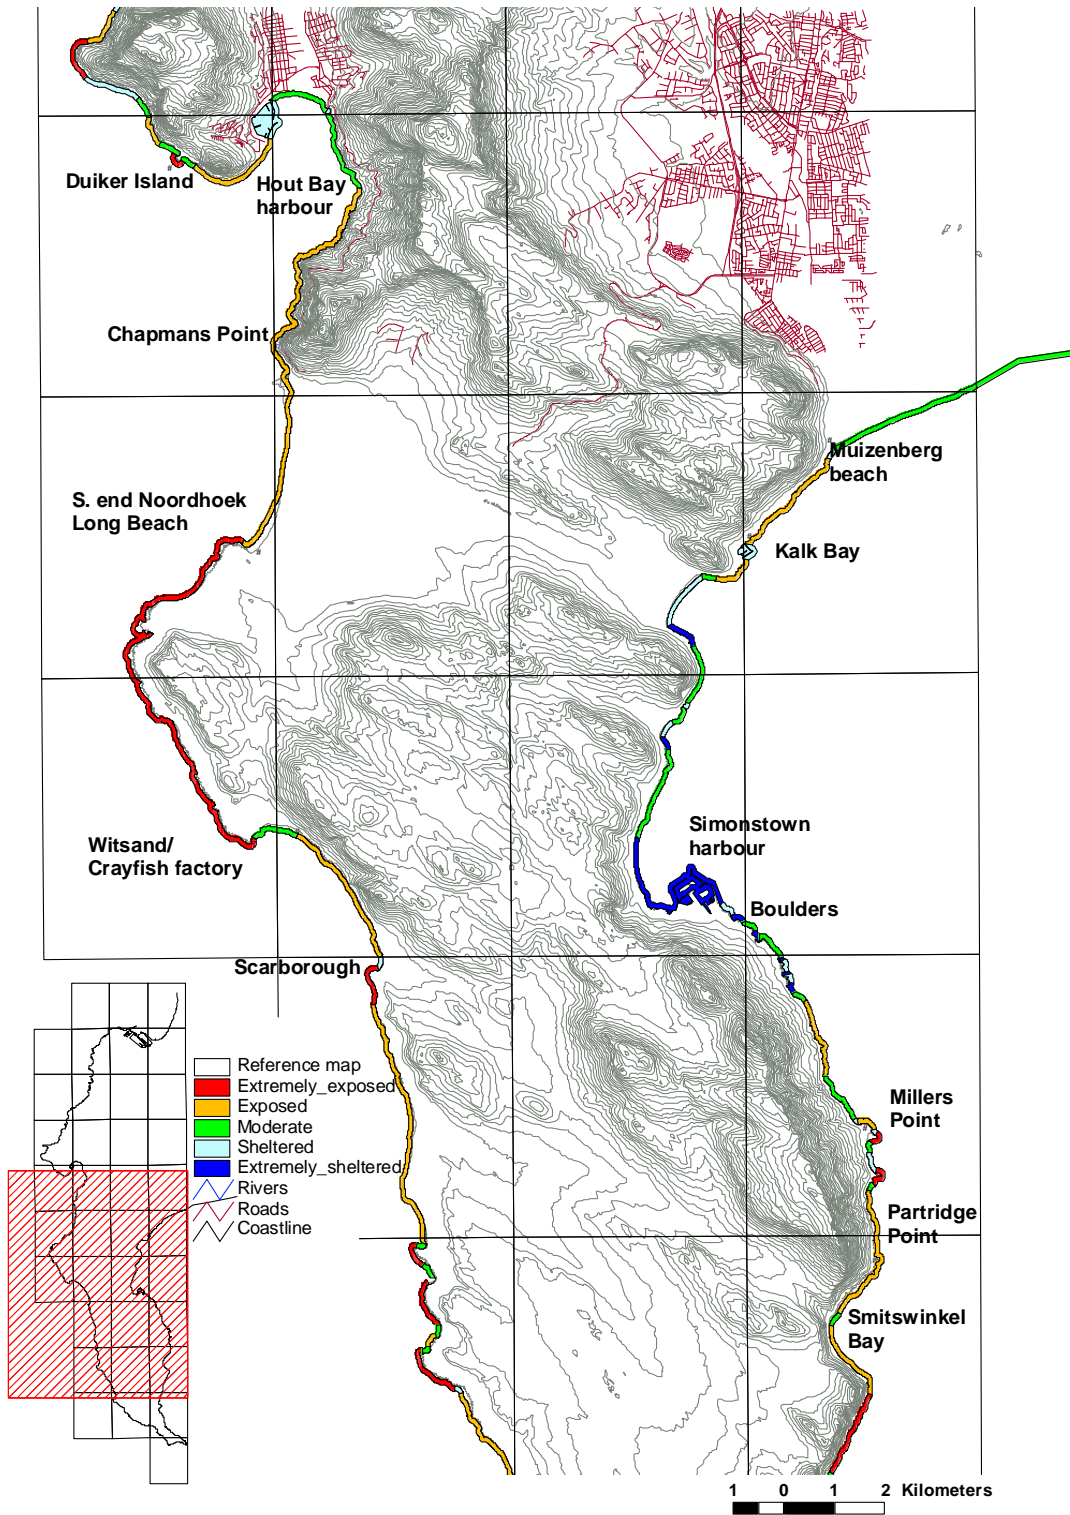 Duiker Island
Hout Bay
harbour
Chapmans Point
Muizenberg
beach
S. end Noordhoek
Long Beach
Kalk Bay
Simonstown
harbour
Witsand/
Crayfish factory
Boulders
Scarborough
Reference map
Extremely_exposed
Exposed
Moderate
Sheltered
Extremely_sheltered
Rivers
Roads
Coastline
Millers
Point
Partridge
Point
Smitswinkel
Bay
1 0 1 2 Kilometers